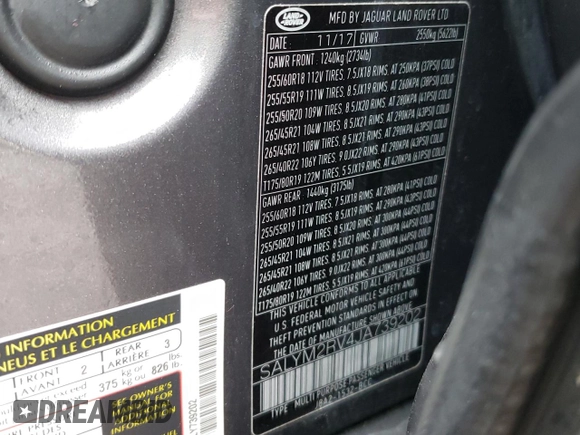 LAND ROVER
MFD BY JAGUAR LAND ROVER LTD
DATE : 11/17 GVWR 2550kg (5622lb)
GAWR FRONT : 1240kg (2734lb)
255/60R18 112V TIRES. 7.5JX18 RIMS. AT 250KPA (37PSI) COLD
255/55R19 111W TIRES. 8.5JX19 RIMS. AT 260KPA (38PSI) COLD
255/50R20 109W TIRES. 8.5JX20 RIMS. AT 280KPA (41PSI) COLD
265/45R21 104W TIRES. 8.5JX21 RIMS. AT 290KPA (43PSI) COLD
265/45R21 108W TIRES. 8.5JX21 RIMS. AT 290KPA (43PSI) COLD
265/40R22 106Y TIRES. 9.0JX22 RIMS. AT 290KPA (43PSI) COLD
T175/80R19 122M TIRES. 5.5JX19 RIMS. AT 420KPA (61PSI) COLD
GAWR REAR : 1440kg (3175lb)
255/60R18 112V TIRES. 7.5JX18 RIMS. AT 280KPA (41PSI) COLD
255/55R19 111W TIRES. 8.5JX19 RIMS. AT 290KPA (43PSI) COLD
255/50R20 109W TIRES. 8.5JX20 RIMS. AT 300KPA (44PSI) COLD
265/45R21 104W TIRES. 8.5JX21 RIMS. AT 300KPA (44PSI) COLD
265/45R21 108W TIRES. 8.5JX21 RIMS. AT 300KPA (44PSI) COLD
265/40R22 106Y TIRES. 9.0JX22 RIMS. AT 300KPA (44PSI) COLD
T175/80R19 122M TIRES. 5.5JX19 RIMS. AT 420KPA (61PSI) COLD
THIS VEHICLE CONFORMS TO ALL APPLICABLE
U.S. FEDERAL MOTOR VEHICLE SAFETY AND
THEFT PREVENTION STANDARDS IN EFFECT
ON THE DATE OF MANUFACTURE SHOWN ABOVE.
SALYM2RV4JA739202
MULTIPURPOSE PASSENGER VEHICLE
INFORMATION
NEUS ET LE CHARGEMENT
FRONT 2 REAR 3
AVANT ARRIÈRE
exceed 375 kg ou 826 lbs.
DREAMBID